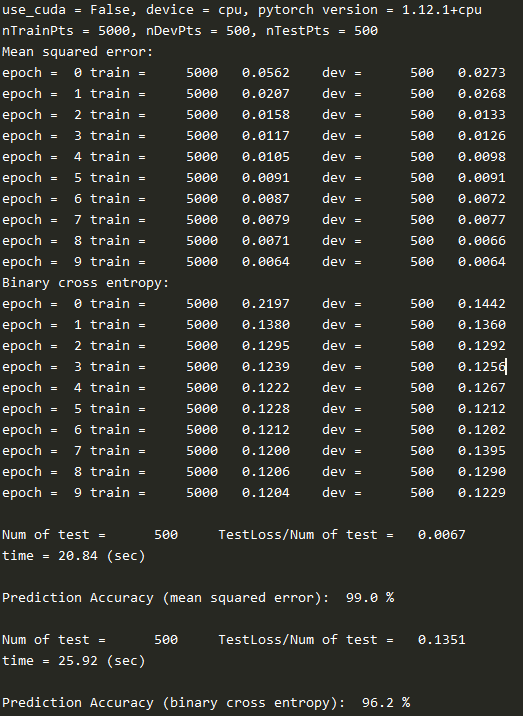 use_cuda = False, device = cpu, pytorch version = 1.12.1+cpu
nTrainPts = 5000, nDevPts = 500, nTestPts = 500
Mean squared error:
epoch =  0 train =     5000   0.0562    dev =      500   0.0273
epoch =  1 train =     5000   0.0207    dev =      500   0.0268
epoch =  2 train =     5000   0.0158    dev =      500   0.0133
epoch =  3 train =     5000   0.0117    dev =      500   0.0126
epoch =  4 train =     5000   0.0105    dev =      500   0.0098
epoch =  5 train =     5000   0.0091    dev =      500   0.0091
epoch =  6 train =     5000   0.0087    dev =      500   0.0072
epoch =  7 train =     5000   0.0079    dev =      500   0.0077
epoch =  8 train =     5000   0.0071    dev =      500   0.0066
epoch =  9 train =     5000   0.0064    dev =      500   0.0064
Binary cross entropy:
epoch =  0 train =     5000   0.2197    dev =      500   0.1442
epoch =  1 train =     5000   0.1380    dev =      500   0.1360
epoch =  2 train =     5000   0.1295    dev =      500   0.1292
epoch =  3 train =     5000   0.1239    dev =      500   0.1256
epoch =  4 train =     5000   0.1222    dev =      500   0.1267
epoch =  5 train =     5000   0.1228    dev =      500   0.1212
epoch =  6 train =     5000   0.1212    dev =      500   0.1202
epoch =  7 train =     5000   0.1200    dev =      500   0.1395
epoch =  8 train =     5000   0.1206    dev =      500   0.1290
epoch =  9 train =     5000   0.1204    dev =      500   0.1229
Num of test =      500     TestLoss/Num of test =   0.0067
time = 20.84 (sec)
Prediction Accuracy (mean squared error):  99.0 %
Num of test =      500     TestLoss/Num of test =   0.1351
time = 25.92 (sec)
Prediction Accuracy (binary cross entropy):  96.2 %